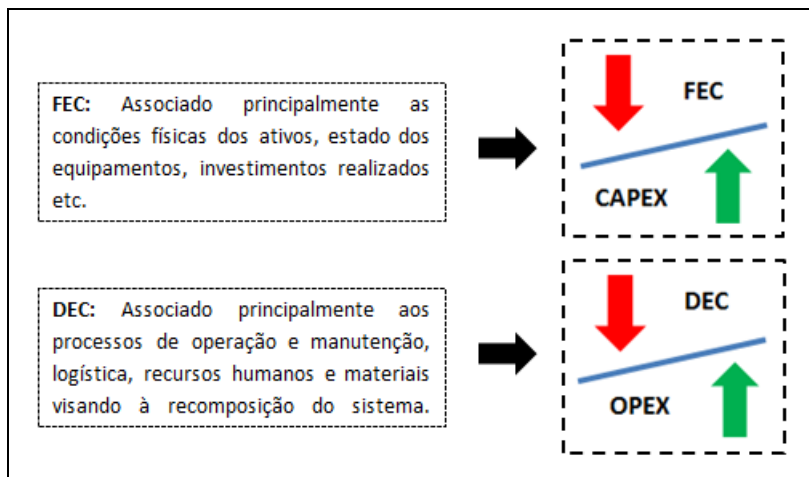 FEC: Associado principalmente as
condições físicas dos ativos, estado dos
equipamentos, investimentos realizados
etc.
FEC
CAPEX
DEC: Associado principalmente aos
processos de operação e manutenção,
logística, recursos humanos e materiais
visando à recomposição do sistema.
DEC
OPEX